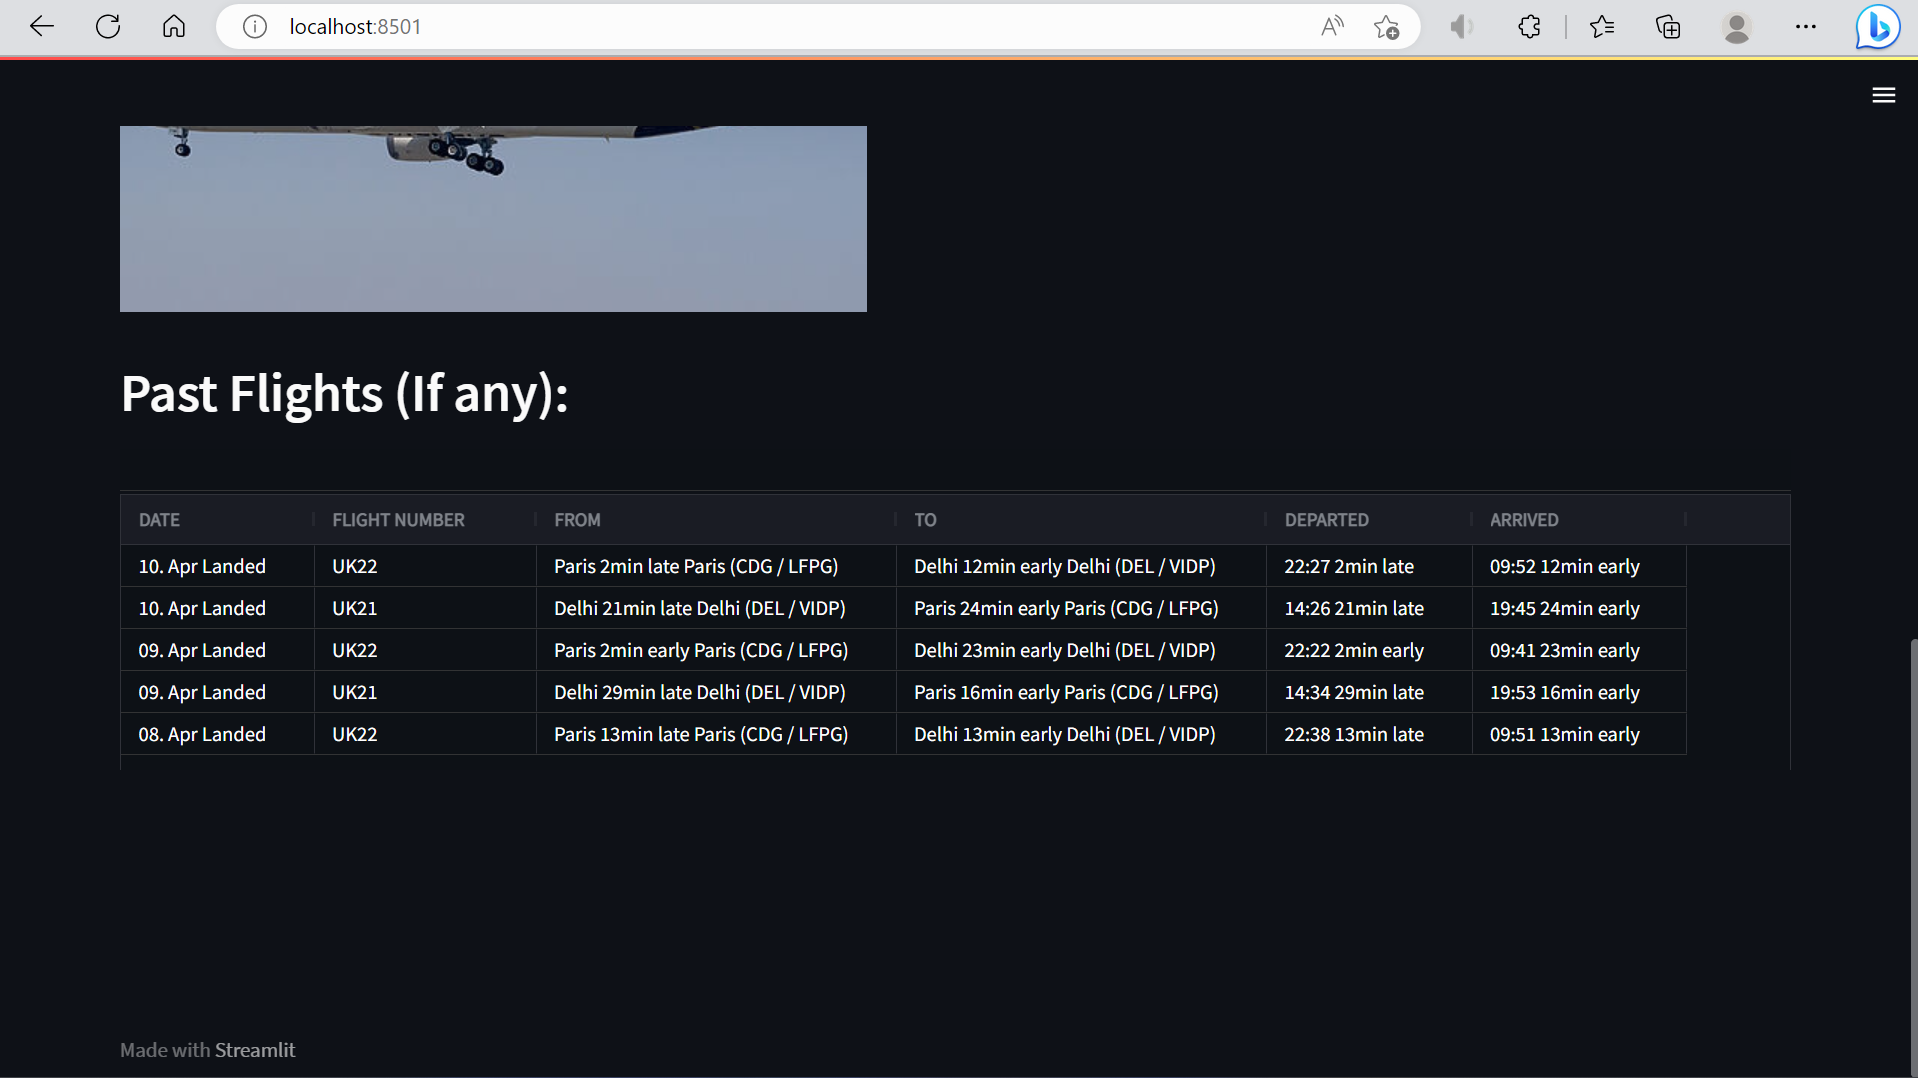 localhost:8501
Past Flights (If any):
DATE FLIGHT NUMBER FROM TO DEPARTED ARRIVED
10. Apr Landed UK22 Paris 2min late Paris (CDG / LFPG) Delhi 12min early Delhi (DEL / VIDP) 22:27 2min late 09:52 12min early
10. Apr Landed UK21 Delhi 21min late Delhi (DEL / VIDP) Paris 24min early Paris (CDG / LFPG) 14:26 21min late 19:45 24min early
09. Apr Landed UK22 Paris 2min early Paris (CDG / LFPG) Delhi 23min early Delhi (DEL / VIDP) 22:22 2min early 09:41 23min early
09. Apr Landed UK21 Delhi 29min late Delhi (DEL / VIDP) Paris 16min early Paris (CDG / LFPG) 14:34 29min late 19:53 16min early
08. Apr Landed UK22 Paris 13min late Paris (CDG / LFPG) Delhi 13min early Delhi (DEL / VIDP) 22:38 13min late 09:51 13min early
Made with Streamlit